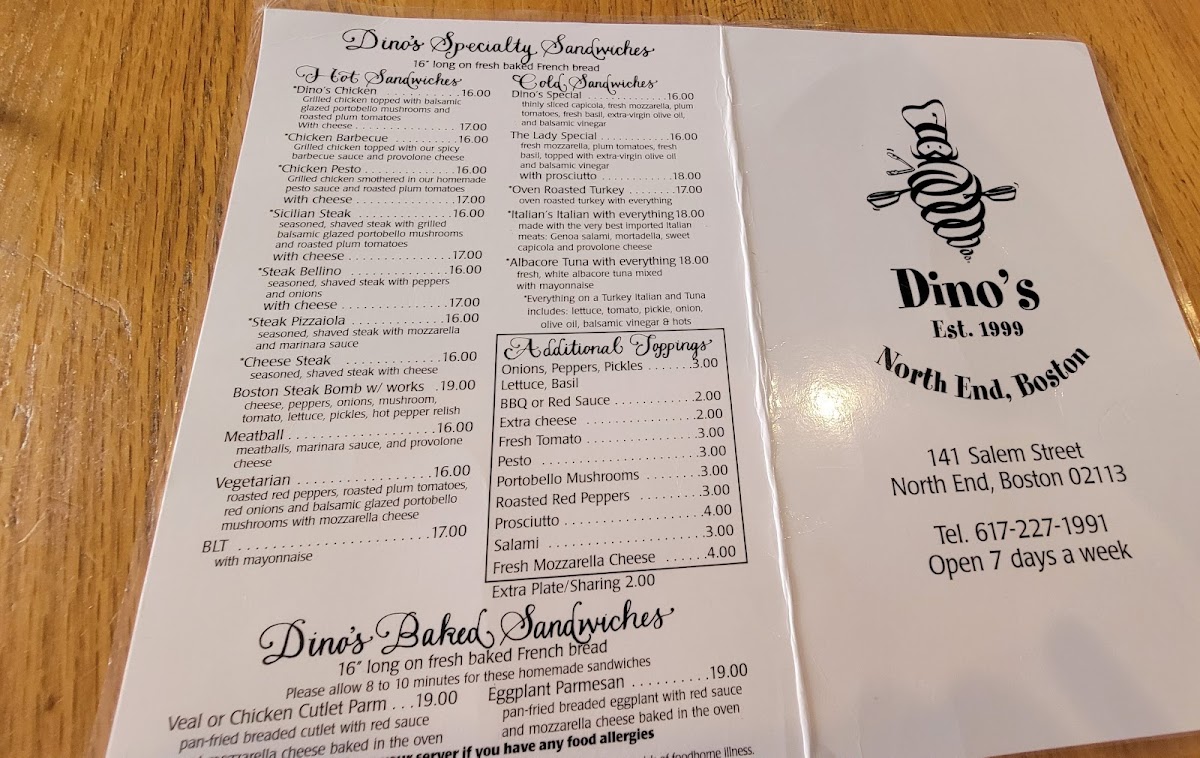 Dino's Specialty Sandwiches
16" long on fresh baked French bread
Hot Sandwiches
*Dino's Chicken . . . . . . . . . . . 16.00
Grilled chicken topped with balsamic
glazed portobello mushrooms and
roasted plum tomatoes
With cheese . . . . . . . . . . . . . . . 17.00
*Chicken Barbecue . . . . . . . . . . 16.00
Grilled chicken topped with our spicy
barbecue sauce and provolone cheese
*Chicken Pesto . . . . . . . . . . . . . 16.00
Grilled chicken smothered in our homemade
pesto sauce and roasted plum tomatoes
with cheese . . . . . . . . . . . . . . . 17.00
*Sicilian Steak . . . . . . . . . . . . . 16.00
seasoned, shaved steak with grilled
balsamic glazed portobello mushrooms
and roasted plum tomatoes
with cheese . . . . . . . . . . . . . . . 17.00
*Steak Bellino . . . . . . . . . . . . . 16.00
seasoned, shaved steak with peppers
and onions
with cheese . . . . . . . . . . . . . . . 17.00
*Steak Pizzaiola . . . . . . . . . . . . 16.00
seasoned, shaved steak with mozzarella
and marinara sauce
*Cheese Steak . . . . . . . . . . . . . 16.00
seasoned, shaved steak with cheese
Boston Steak Bomb w/ works . 19.00
cheese, peppers, onions, mushroom,
tomato, lettuce, pickles, hot pepper relish
Meatball . . . . . . . . . . . . . . . . . . 16.00
meatballs, marinara sauce, and provolone
cheese
Vegetarian . . . . . . . . . . . . . . . . 16.00
roasted red peppers, roasted plum tomatoes,
red onions and balsamic glazed portobello
mushrooms with mozzarella cheese
BLT . . . . . . . . . . . . . . . . . . . . . . 17.00
with mayonnaise
Cold Sandwiches
Dino's Special . . . . . . . . . . . . . 16.00
thinly sliced capicola, fresh mozzarella, plum
tomatoes, fresh basil, extra-virgin olive oil,
and balsamic vinegar
The Lady Special . . . . . . . . . . . 16.00
fresh mozzarella, plum tomatoes, fresh
basil, topped with extra-virgin olive oil
and balsamic vinegar
with prosciutto . . . . . . . . . . . . 18.00
*Oven Roasted Turkey . . . . . . . . 17.00
oven roasted turkey with everything
*Italian's Italian with everything 18.00
made with the very best imported Italian
meats: Genoa salami, mortadella, sweet
capicola and provolone cheese
*Albacore Tuna with everything 18.00
fresh, white albacore tuna mixed
with mayonnaise
*Everything on a Turkey Italian and Tuna
includes: lettuce, tomato, pickle, onion,
olive oil, balsamic vinegar & hots
Additional Toppings
Onions, Peppers, Pickles . . . . . . . 3.00
Lettuce, Basil
BBQ or Red Sauce . . . . . . . . . . . . 2.00
Extra cheese . . . . . . . . . . . . . . . . 2.00
Fresh Tomato . . . . . . . . . . . . . . . . 3.00
Pesto . . . . . . . . . . . . . . . . . . . . . 3.00
Portobello Mushrooms . . . . . . . . 3.00
Roasted Red Peppers . . . . . . . . . 3.00
Prosciutto . . . . . . . . . . . . . . . . . . 4.00
Salami . . . . . . . . . . . . . . . . . . . . 3.00
Fresh Mozzarella Cheese . . . . . . 4.00
Extra Plate/Sharing 2.00
Dino's Baked Sandwiches
16" long on fresh baked French bread
Please allow 8 to 10 minutes for these homemade sandwiches
Veal or Chicken Cutlet Parm . . . 19.00
pan-fried breaded cutlet with red sauce
mozzarella cheese baked in the oven
Eggplant Parmesan . . . . . . . . . . . 19.00
pan-fried breaded eggplant with red sauce
and mozzarella cheese baked in the oven
server if you have any food allergies
of foodhome illness.
Dino's
Est. 1999
North End, Boston
141 Salem Street
North End, Boston 02113
Tel. 617-227-1991
Open 7 days a week